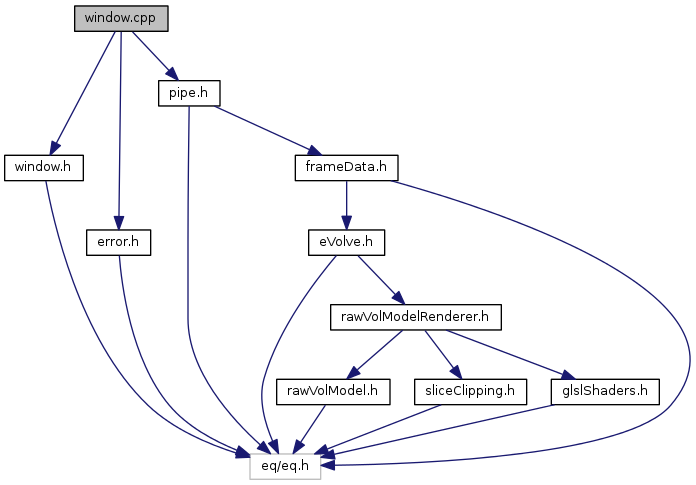 window.cpp
pipe.h
window.h
frameData.h
error.h
eVolve.h
rawVolModelRenderer.h
rawVolModel.h
sliceClipping.h
glslShaders.h
eq/eq.h